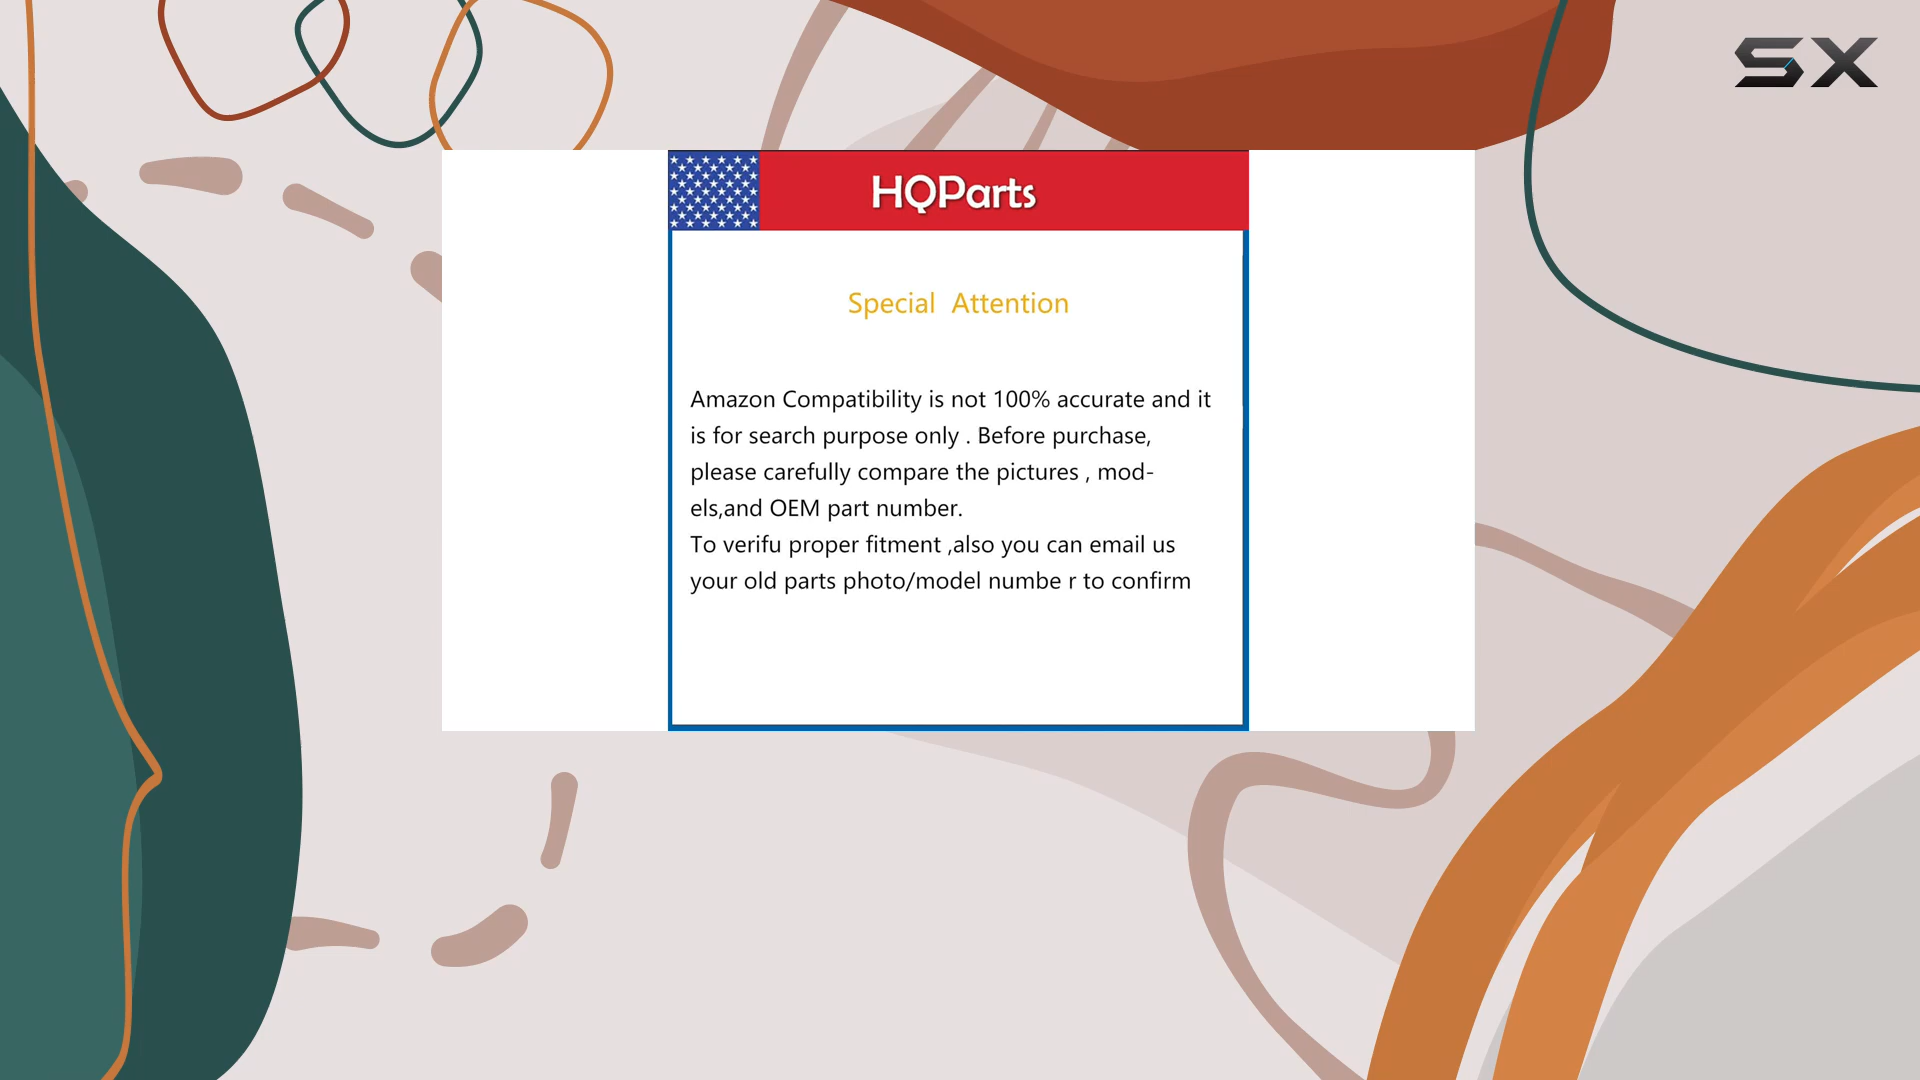 SX
HQParts
Special Attention
Amazon Compatibility is not 100% accurate and it
is for search purpose only . Before purchase,
please carefully compare the pictures , mod-
els,and OEM part number.
To verifu proper fitment ,also you can email us
your old parts photo/model numbe r to confirm